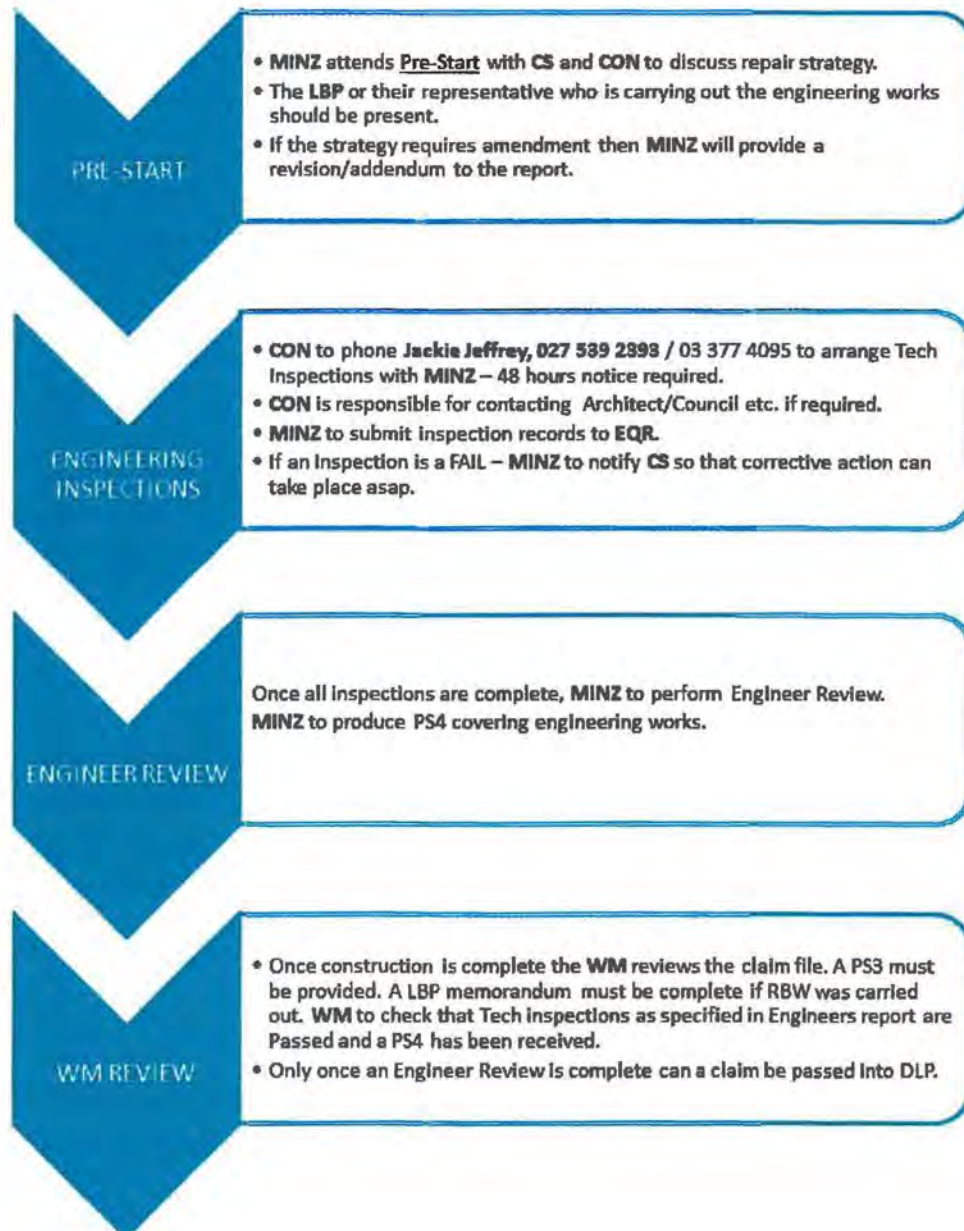 PRE-START
• MINZ attends Pre-Start with CS and CON to discuss repair strategy.
• The LBP or their representative who is carrying out the engineering works
should be present.
• If the strategy requires amendment then MINZ will provide a
revision/addendum to the report.
ENGINEERING
INSPECTIONS
• CON to phone Jackie Jeffrey, 027 539 2393 / 03 377 4095 to arrange Tech
Inspections with MINZ – 48 hours notice required.
• CON is responsible for contacting Architect/Council etc. if required.
• MINZ to submit inspection records to EQR.
• If an inspection is a FAIL – MINZ to notify CS so that corrective action can
take place asap.
ENGINEER REVIEW
Once all inspections are complete, MINZ to perform Engineer Review.
MINZ to produce PS4 covering engineering works.
WM REVIEW
• Once construction is complete the WM reviews the claim file. A PS3 must
be provided. A LBP memorandum must be complete if RBW was carried
out. WM to check that Tech inspections as specified in Engineers report are
Passed and a PS4 has been received.
• Only once an Engineer Review is complete can a claim be passed into DLP.